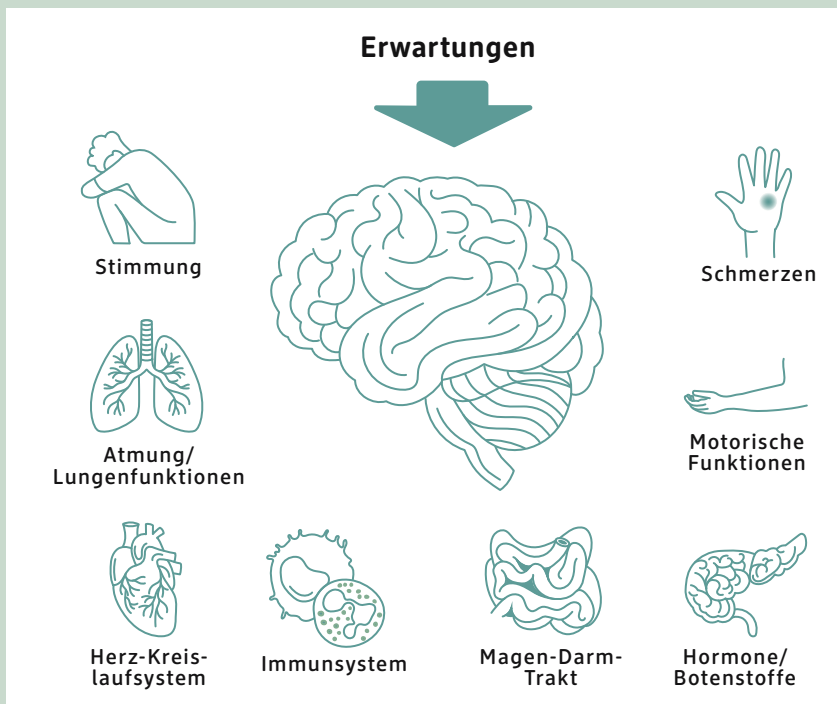 Erwartungen
Stimmung
Schmerzen
Atmung/
Lungenfunktionen
Motorische
Funktionen
Herz-Kreis-
laufsystem
Immunsystem
Magen-Darm-
Trakt
Hormone/
Botenstoffe